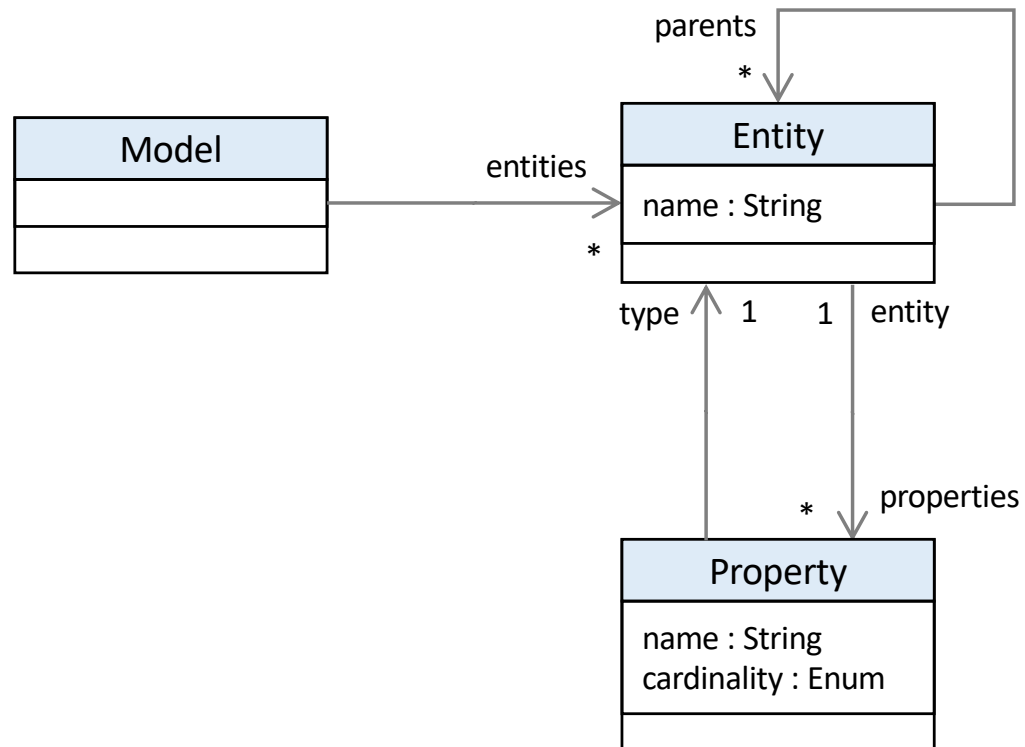 parents
*
Model
Entity
entities
name : String
*
type
1
1
entity
*
properties
Property
name : String
cardinality : Enum